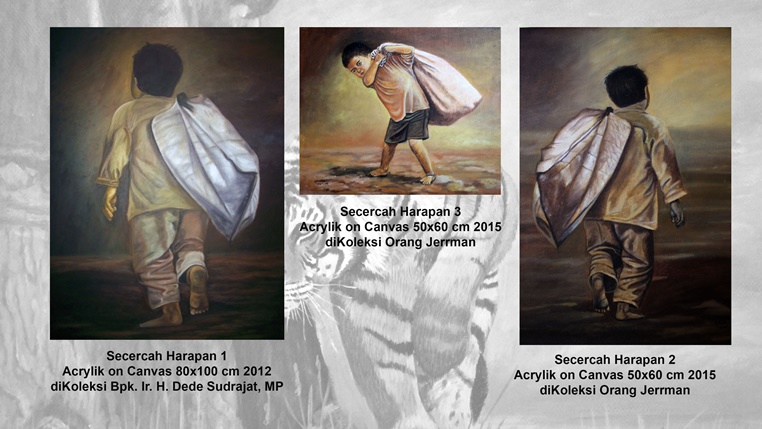 Secercah Harapan 1
Acrylik on Canvas 80x100 cm 2012
diKoleksi Bpk. Ir. H. Dede Sudrajat, MP
Secercah Harapan 3
Acrylik on Canvas 50x60 cm 2015
diKoleksi Orang Jerrman
Secercah Harapan 2
Acrylik on Canvas 50x60 cm 2015
diKoleksi Orang Jerrman